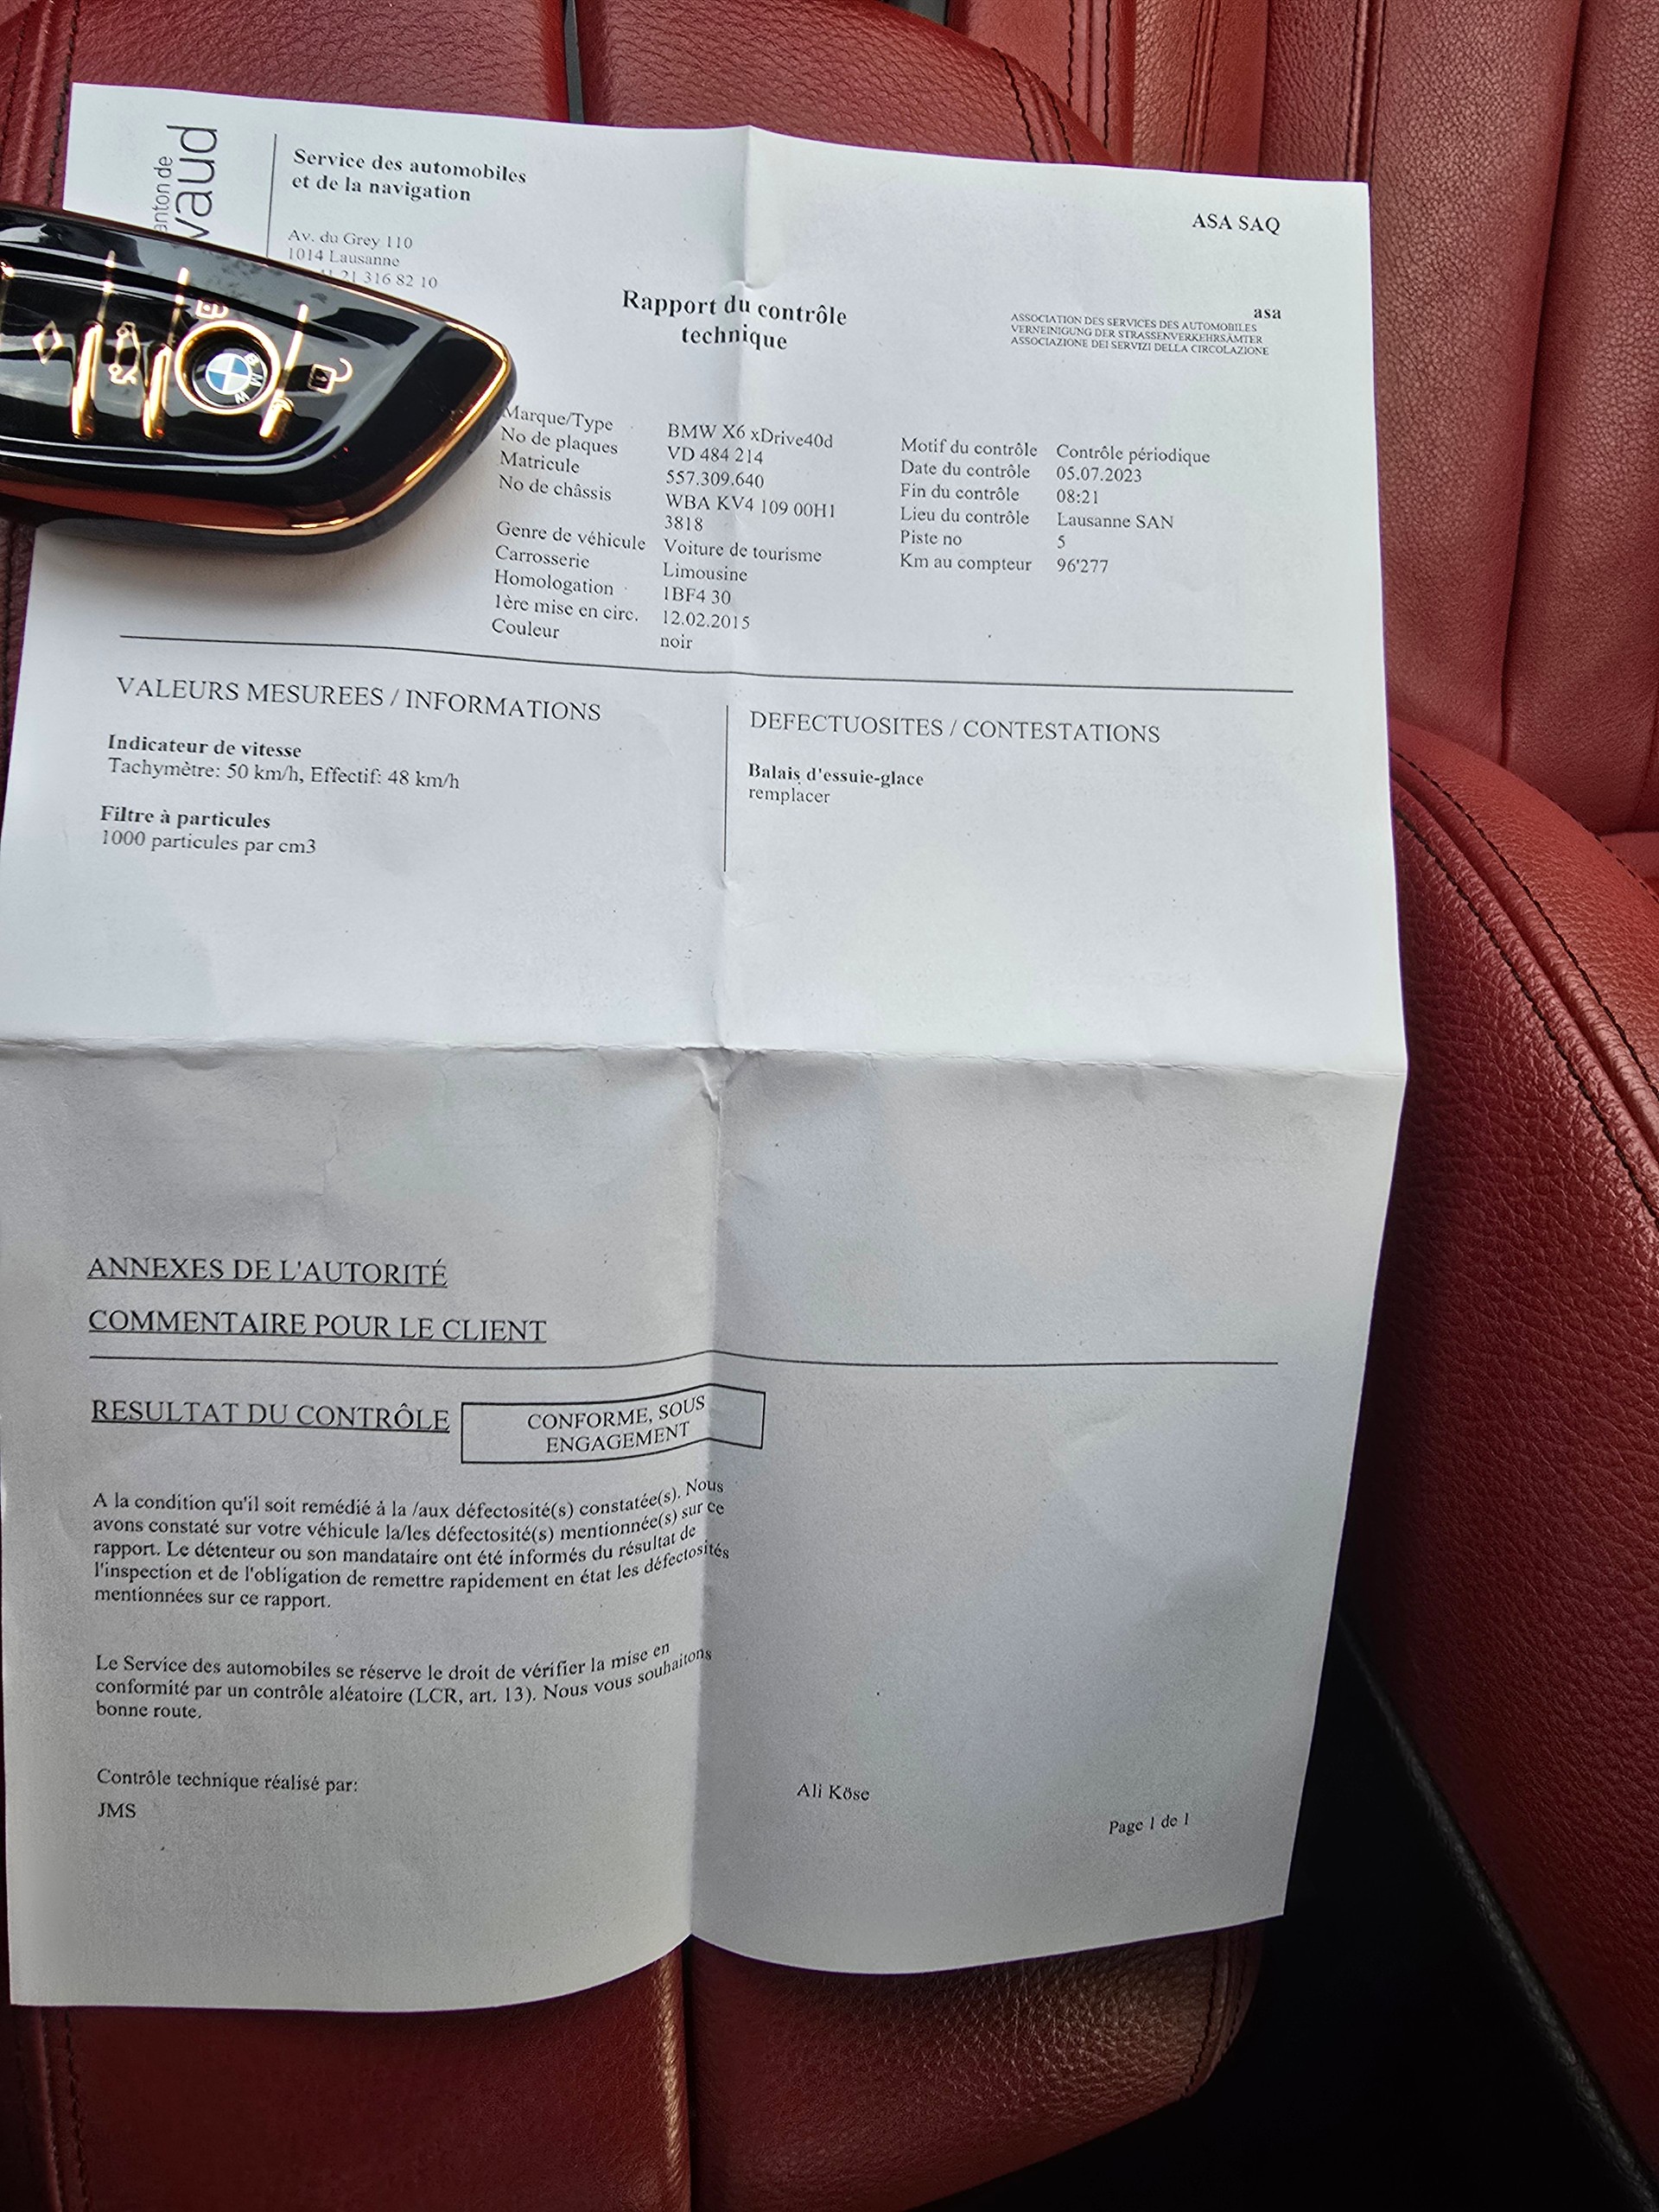 anton de
vaud
Service des automobiles
et de la navigation
Av. du Grey 110
1014 Lausanne
21 316 82 10
ASA SAQ
Rapport du contrôle
technique
asa
ASSOCIATION DES SERVICES DES AUTOMOBILES
VERNEINIGUNG DER STRASSENVERKEHRSÄMTER
ASSOCIAZIONE DEI SERVIZI DELLA CIRCOLAZIONE
BMW
Marque/Type BMW X6 xDrive40d
No de plaques VD 484 214
Matricule 557.309.640
No de châssis WBA KV4 109 00H1
3818
Genre de véhicule Voiture de tourisme
Carrosserie Limousine
Homologation 1BF4 30
1ère mise en circ. 12.02.2015
Couleur noir
Motif du contrôle Contrôle périodique
Date du contrôle 05.07.2023
Fin du contrôle 08:21
Lieu du contrôle Lausanne SAN
Piste no 5
Km au compteur 96'277
VALEURS MESUREES / INFORMATIONS
Indicateur de vitesse
Tachymètre: 50 km/h, Effectif: 48 km/h
Filtre à particules
1000 particules par cm3
DEFECTUOSITES / CONTESTATIONS
Balais d'essuie-glace
remplacer
ANNEXES DE L'AUTORITÉ
COMMENTAIRE POUR LE CLIENT
RESULTAT DU CONTRÔLE
CONFORME, SOUS
ENGAGEMENT
A la condition qu'il soit remédié à la /aux défectosité(s) constatée(s). Nous
avons constaté sur votre véhicule la/les défectosité(s) mentionnée(s) sur ce
rapport. Le détenteur ou son mandataire ont été informés du résultat de
l'inspection et de l'obligation de remettre rapidement en état les défectosités
mentionnées sur ce rapport.
Le Service des automobiles se réserve le droit de vérifier la mise en
conformité par un contrôle aléatoire (LCR, art. 13). Nous vous souhaitons
bonne route.
Contrôle technique réalisé par:
JMS
Ali Köse
Page 1 de 1